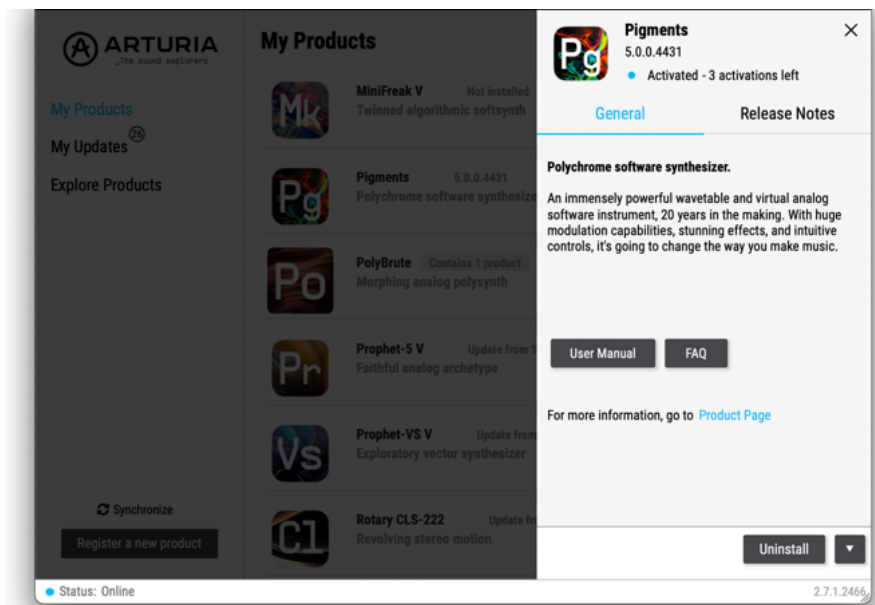 ARTURIA
_The sound explorers
My Products
My Updates
26
Explore Products
Synchronize
Register a new product
My Products
Mk
MiniFreak V Not installed
Twinned algorithmic softsynth
Pg
Pigments 5.0.0.4431
Polychrome software synthesize
Po
PolyBrute Contains 1 product
Morphing analog polysynth
Pr
Prophet-5 V Update from 1
Faithful analog archetype
Vs
Prophet-VS V Update from
Exploratory vector synthesizer
Cl
Rotary CLS-222 Update fr
Revolving stereo motion
Pg
Pigments
5.0.0.4431
Activated - 3 activations left
General Release Notes
Polychrome software synthesizer.
An immensely powerful wavetable and virtual analog
software instrument, 20 years in the making. With huge
modulation capabilities, stunning effects, and intuitive
controls, it's going to change the way you make music.
User Manual FAQ
For more information, go to Product Page
Uninstall
Status: Online 2.7.1.2466